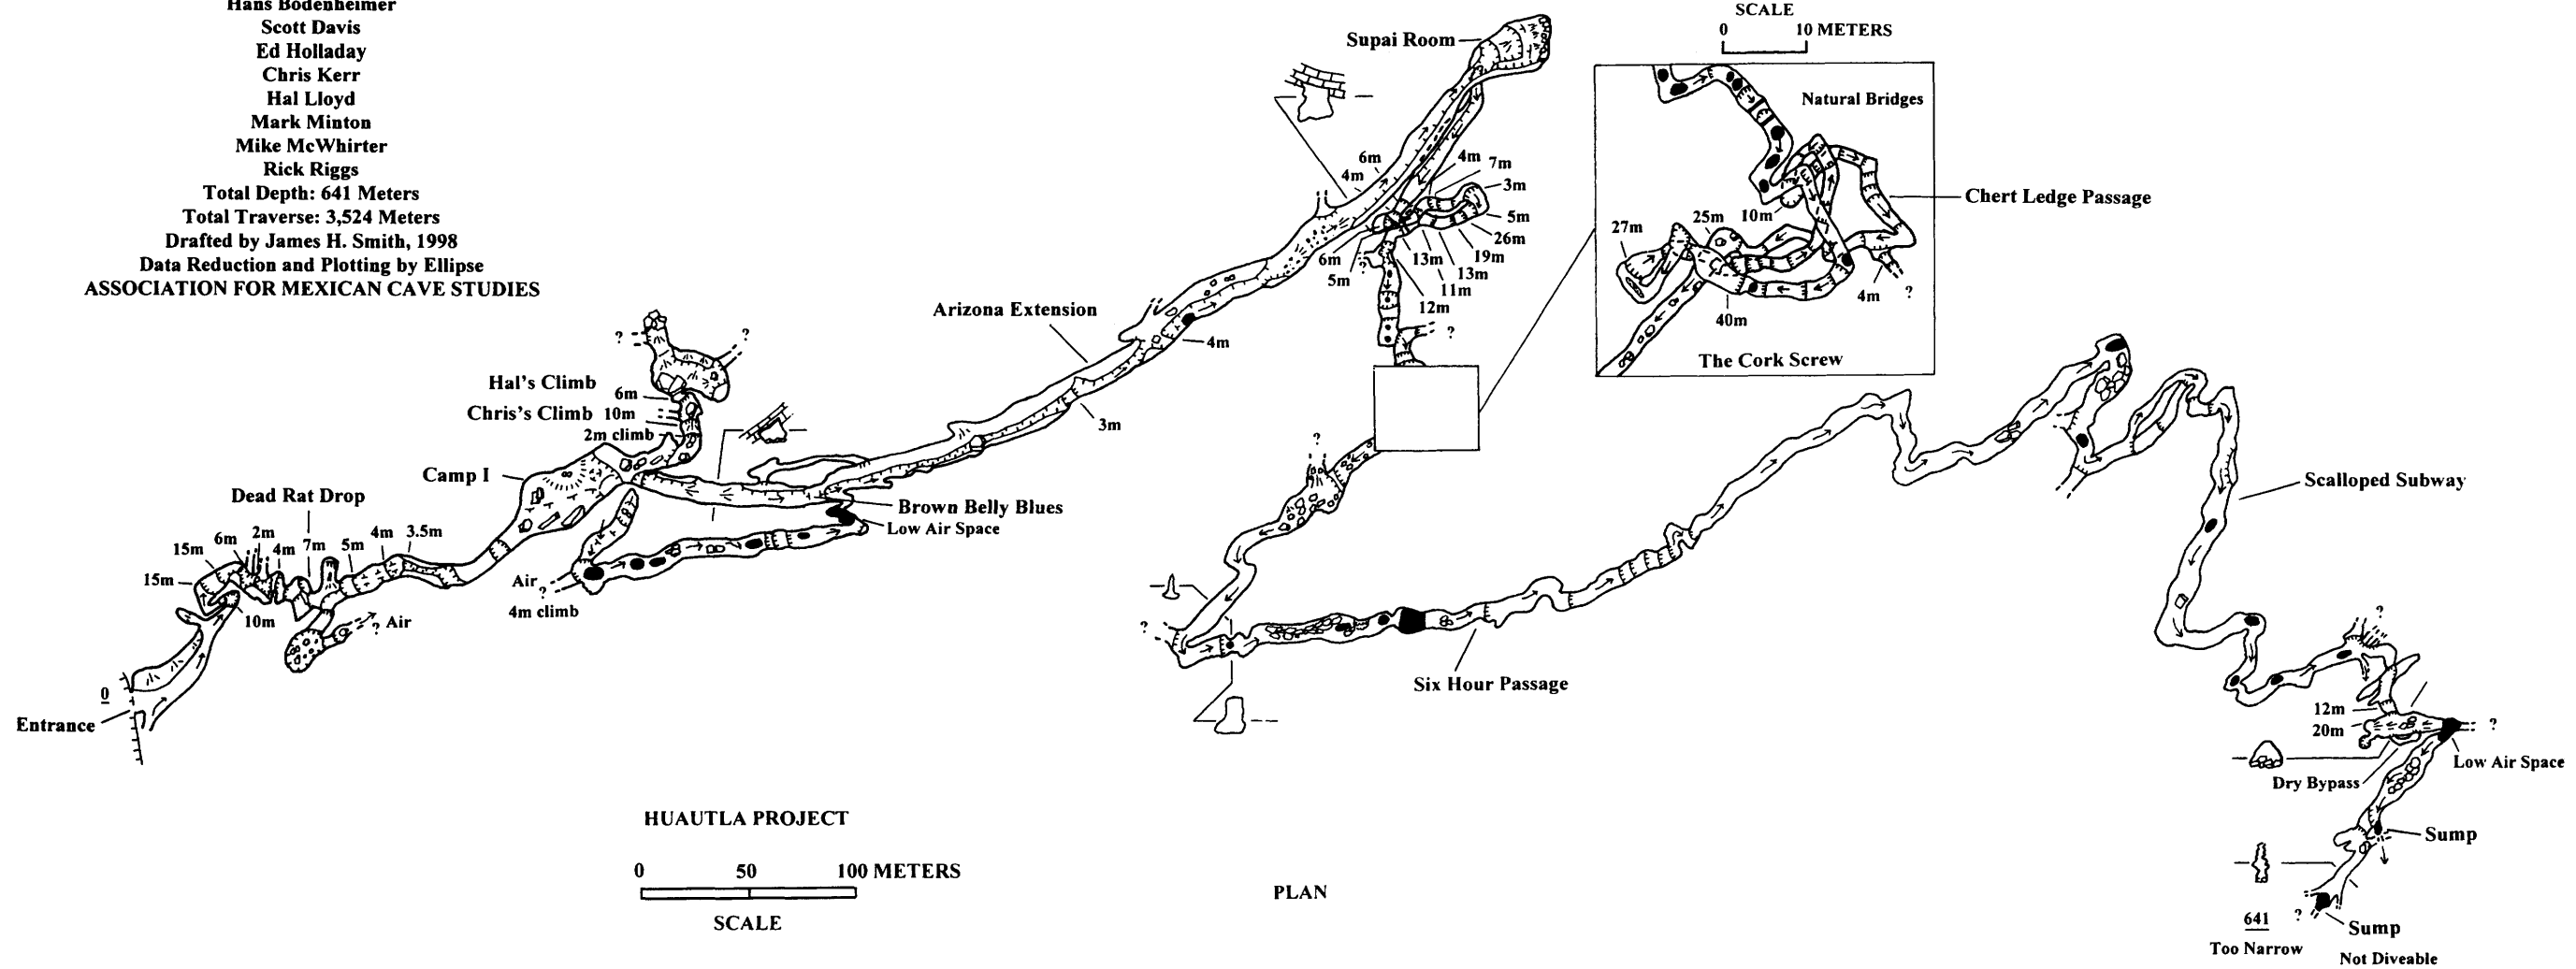 Hans Bodenheimer
Scott Davis
Ed Holladay
Chris Kerr
Hal Lloyd
Mark Minton
Mike McWhirter
Rick Riggs
Total Depth: 641 Meters
Total Traverse: 3,524 Meters
Drafted by James H. Smith, 1998
Data Reduction and Plotting by Ellipse
ASSOCIATION FOR MEXICAN CAVE STUDIES
Supai Room
SCALE
0 10 METERS
Natural Bridges
Chert Ledge Passage
10m
25m
27m
40m
4m
?
The Cork Screw
6m
4m
4m
7m
3m
5m
26m
19m
13m
11m
13m
12m
6m
5m
?
?
Arizona Extension
4m
3m
?
?
Hal's Climb
6m
Chris's Climb 10m
2m climb
Camp I
Brown Belly Blues
Low Air Space
Air
?
4m climb
Dead Rat Drop
15m
6m
2m
4m
7m
5m
4m
3.5m
15m
10m
? Air
0
Entrance
?
?
Six Hour Passage
Scalloped Subway
?
12m
20m
?
Low Air Space
Dry Bypass
Sump
641
Too Narrow
?
Sump
Not Diveable
HUAUTLA PROJECT
0 50 100 METERS
SCALE
PLAN